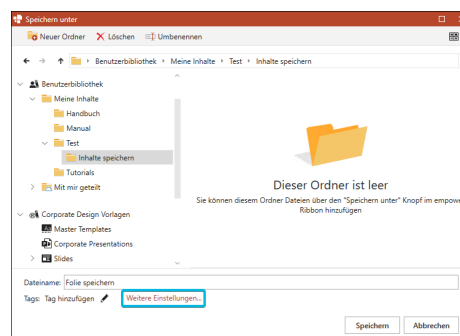 Speichern unter
Neuer Ordner Löschen Umbenennen
Benutzerbibliothek Meine Inhalte Test Inhalte speichern
Benutzerbibliothek
Meine Inhalte
Handbuch
Manual
Test
Inhalte speichern
Tutorials
Mit mir geteilt
Corporate Design Vorlagen
Master Templates
Corporate Presentations
Slides
Dieser Ordner ist leer
Sie können diesem Ordner Dateien über den "Speichern unter" Knopf im empowe
Ribbon hinzufügen
Dateiname: Folie speichern
Tags: Tag hinzufügen Weitere Einstellungen...
Speichern Abbrechen